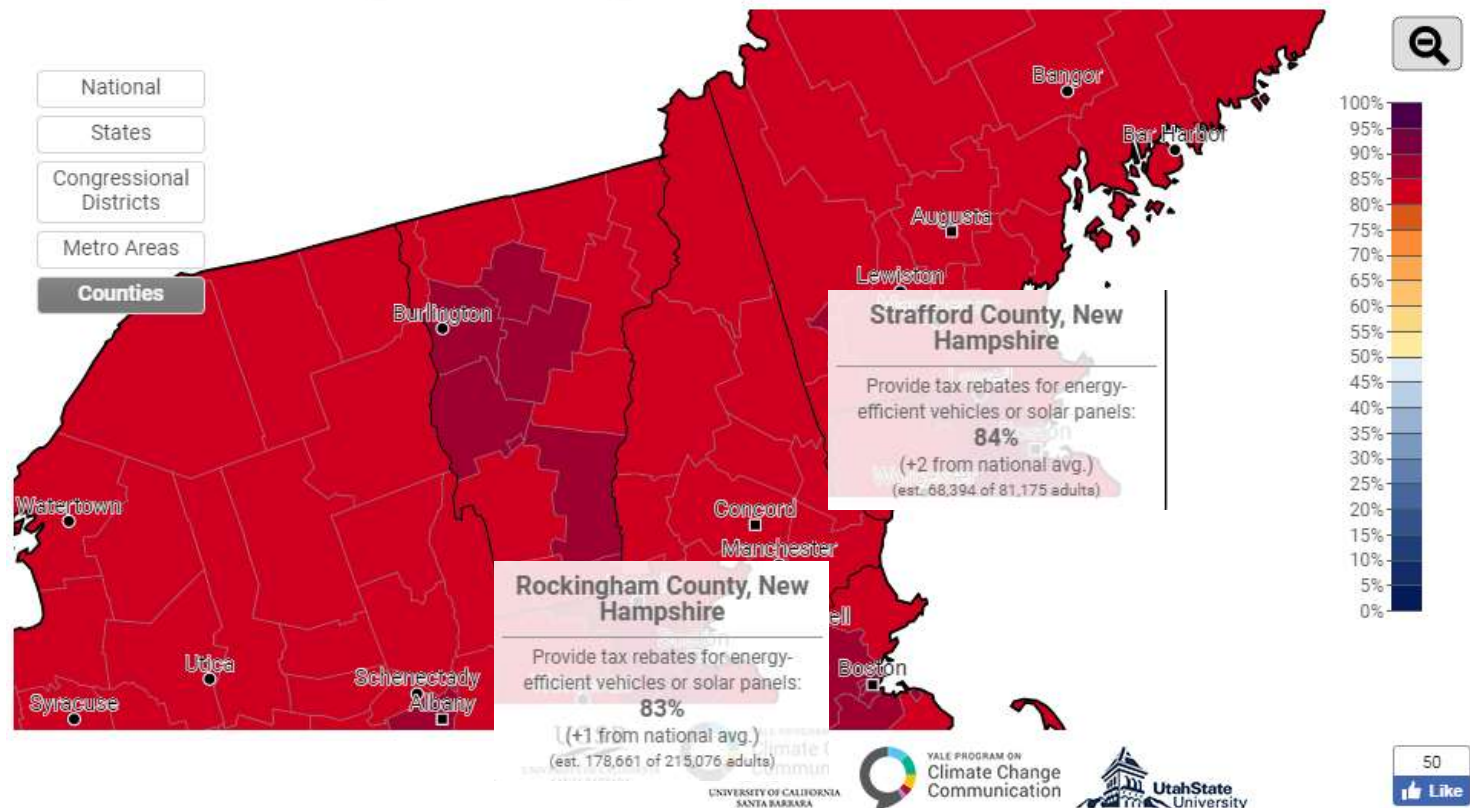 National
States
Congressional
Districts
Metro Areas
Counties
Bangor
Bar Harbor
Augusta
Lewiston
Burlington
Watertown
Concord
Manchester
Utica
Schenectady
Albany
Syracuse
ell
Boston
Strafford County, New
Hampshire
Provide tax rebates for energy-
efficient vehicles or solar panels:
84%
(+2 from national avg.)
(est. 68,394 of 81,175 adults)
Rockingham County, New
Hampshire
Provide tax rebates for energy-
efficient vehicles or solar panels:
83%
(+1 from national avg.)
(est. 178,661 of 215,076 adults)
100%
95%
90%
85%
80%
75%
70%
65%
60%
55%
50%
45%
40%
35%
30%
25%
20%
15%
10%
5%
0%
UNIVERSITY OF CALIFORNIA
SANTA BARBARA
YALE PROGRAM ON
Climate Change
Communication
UtahState
University
50
Like